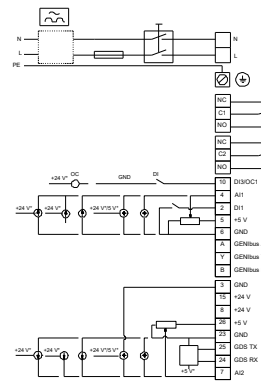 N N
L L
PE
NC
C1
NO
NC
C2
NO
OC GND DI 10 DI3/OC1
+24 V*
4 AI1
+24 V* +24 V* +24 V*/5 V* 2 DI1
5 +5 V
6 GND
A GENIbus
Y GENIbus
B GENIbus
3 GND
15 +24 V
8 +24 V
26 +5 V
23 GND
+24 V* +24 V* +24 V*/5 V* 25 GDS TX
24 GDS RX
+5 V* 7 AI2